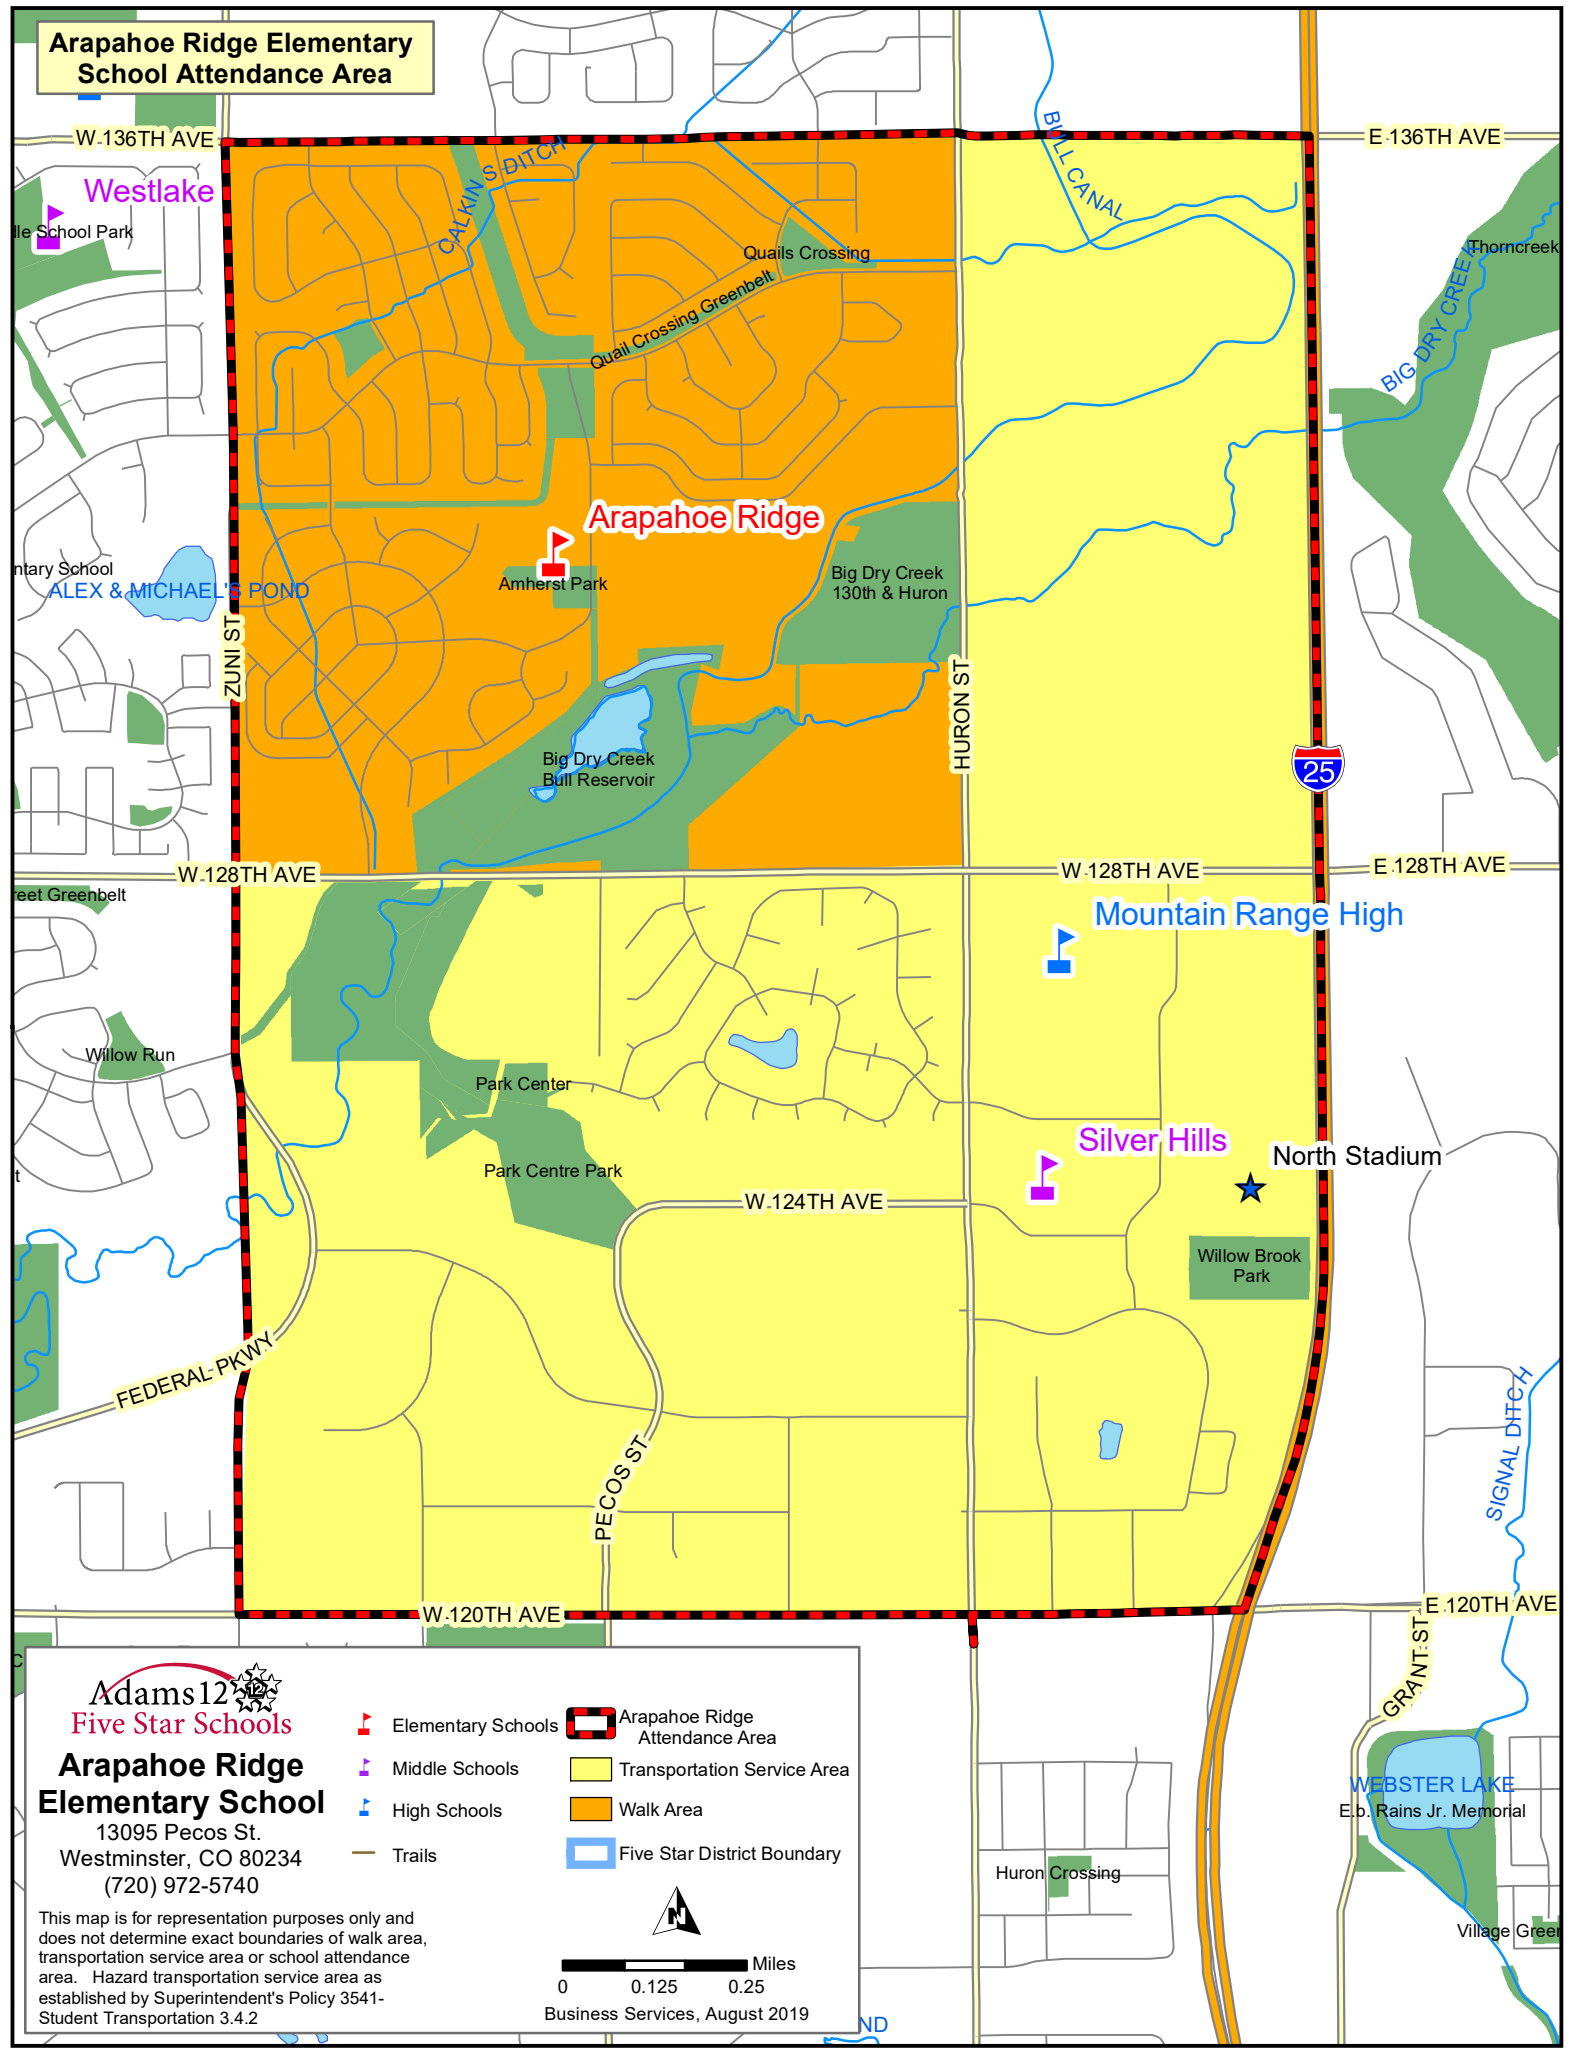 Arapahoe Ridge Elementary
School Attendance Area
W 136TH AVE
E 136TH AVE
Westlake
School Park
CALKIN S DITCH
BULL CANAL
Quails Crossing
Quail Crossing Greenbelt
Thorncreek
BIG DRY CREEK
Arapahoe Ridge
Amherst Park
Big Dry Creek
130th & Huron
School
ALEX & MICHAEL'S POND
ZUNI ST
HURON ST
25
Big Dry Creek
Bull Reservoir
W 128TH AVE
W 128TH AVE
E 128TH AVE
Greenbelt
Mountain Range High
Willow Run
Park Center
Silver Hills
North Stadium
Park Centre Park
W 124TH AVE
Willow Brook
Park
FEDERAL PKWY
PECOS ST
SIGNAL DITCH
W 120TH AVE
E 120TH AVE
GRANT ST
WEBSTER LAKE
E.b. Rains Jr. Memorial
Huron Crossing
Village Green
ND
Adams 12
12
Five Star Schools
Arapahoe Ridge
Elementary School
13095 Pecos St.
Westminster, CO 80234
(720) 972-5740
This map is for representation purposes only and
does not determine exact boundaries of walk area,
transportation service area or school attendance
area. Hazard transportation service area as
established by Superintendent's Policy 3541-
Student Transportation 3.4.2
Elementary Schools
Middle Schools
High Schools
Trails
Arapahoe Ridge
Attendance Area
Transportation Service Area
Walk Area
Five Star District Boundary
N
Miles
0 0.125 0.25
Business Services, August 2019